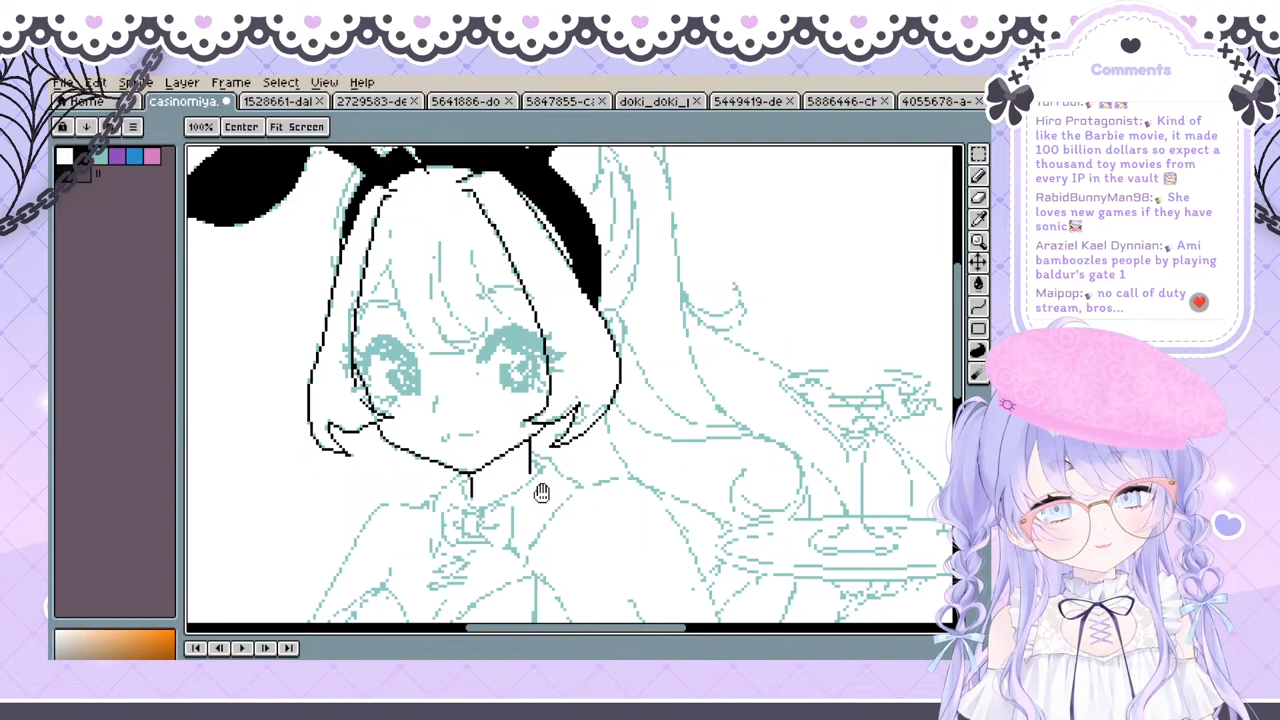 File Edit Sprite Layer Frame Select View Help
Home casinomiya. 1528661-dal 2729583-de 5641886-do 5847855-ca doki_doki_l 5449419-de 5886446-ch 4055678-a-
100% Center Fit Screen
Comments
Hiro Protagonist: Kind of
like the Barbie movie, it made
100 billion dollars so expect a
thousand toy movies from
every IP in the vault
RabidBunnyMan98: She
loves new games if they have
sonic
Araziel Kael Dynnian: Ami
bamboozles people by playing
baldur's gate 1
Maipop: no call of duty
stream, bros...